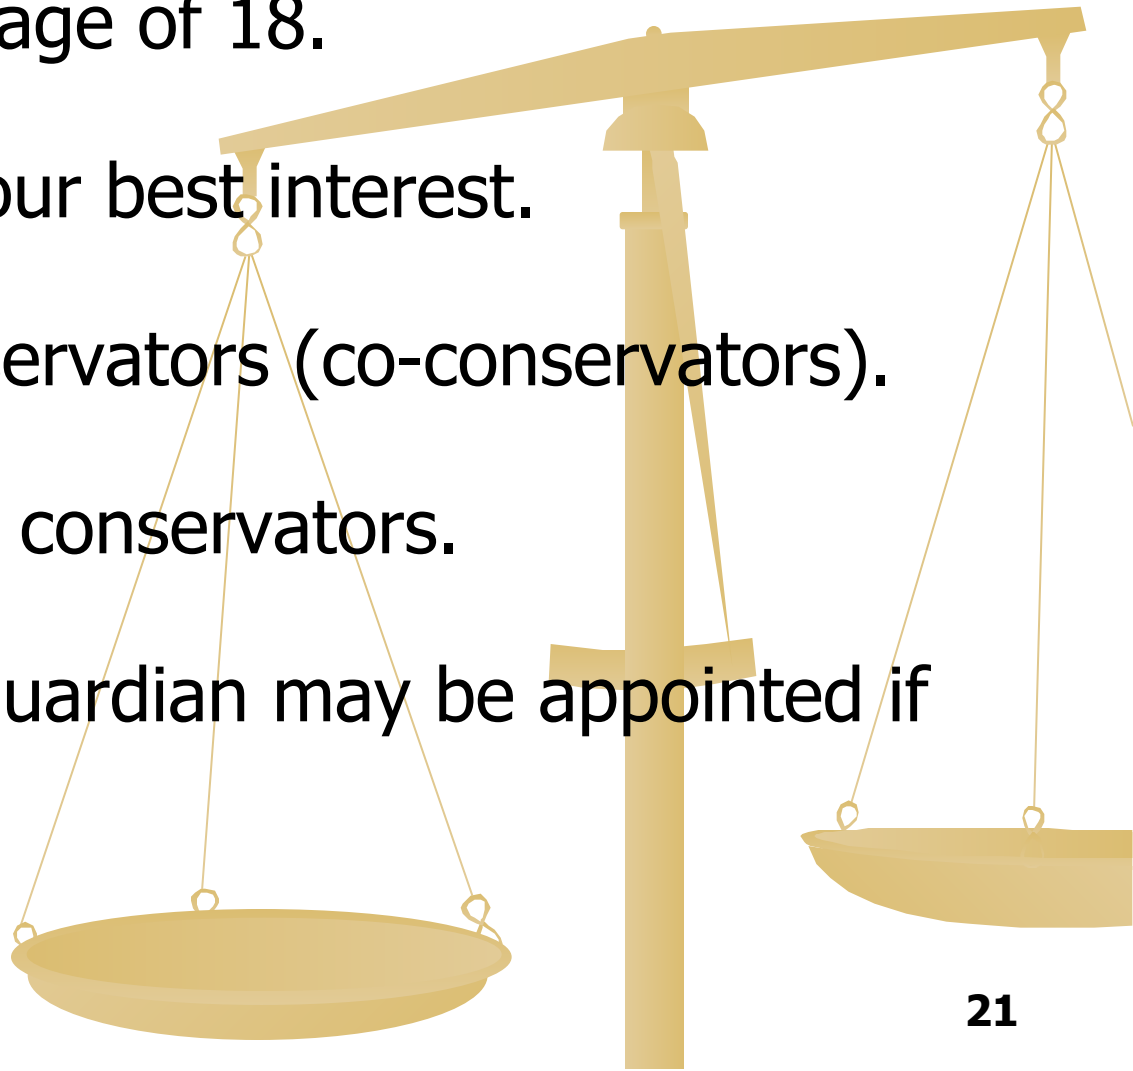 age of 18.
our best interest.
ervators (co-conservators).
conservators.
uardian may be appointed if
21